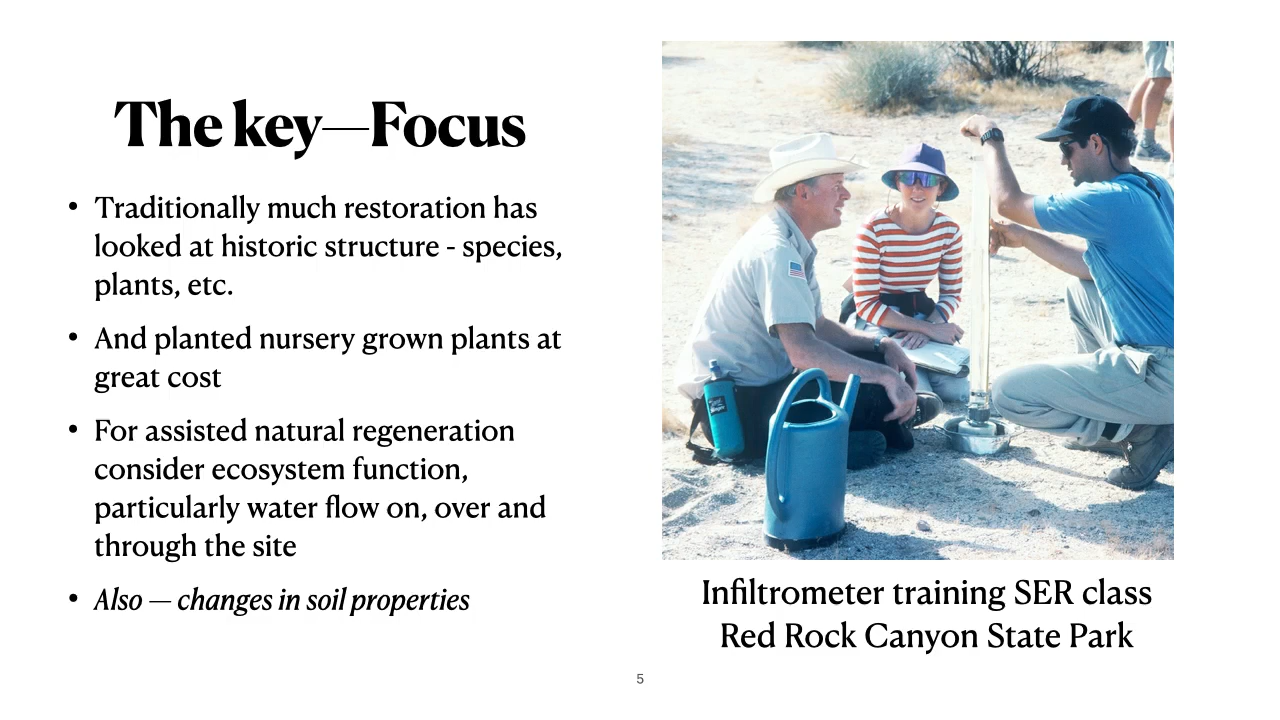 The key—Focus
• Traditionally much restoration has
looked at historic structure - species,
plants, etc.
• And planted nursery grown plants at
great cost
• For assisted natural regeneration
consider ecosystem function,
particularly water flow on, over and
through the site
• Also — changes in soil properties
Infiltrometer training SER class
Red Rock Canyon State Park
5